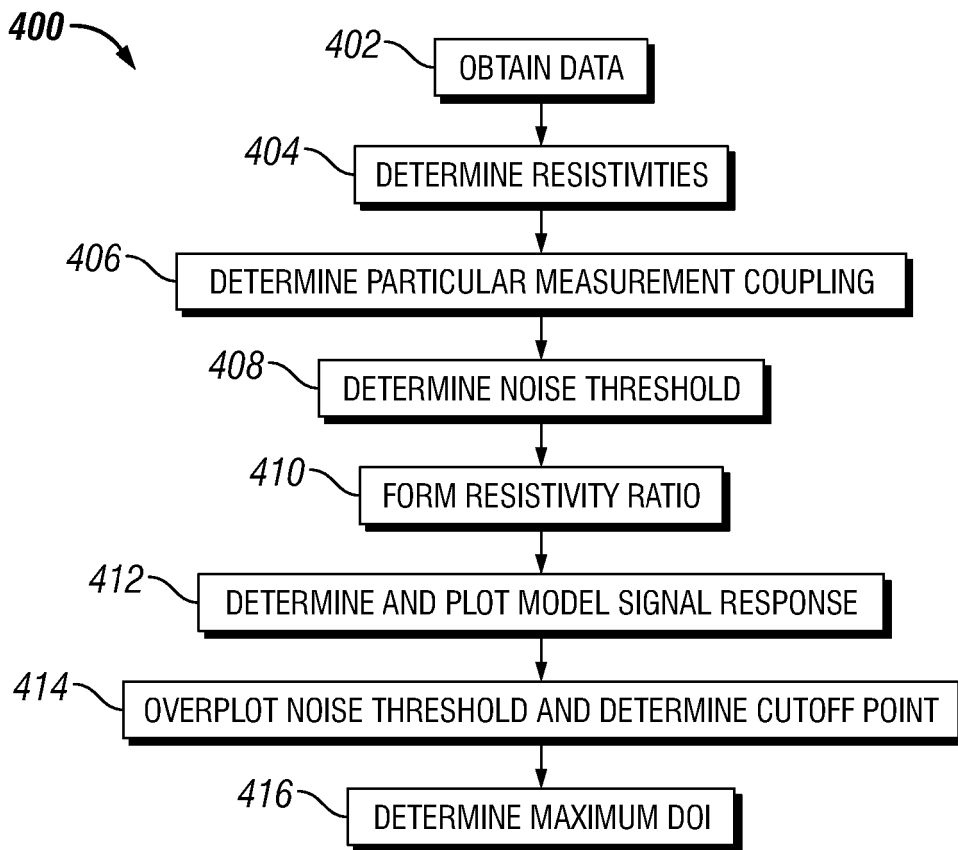 400
402
OBTAIN DATA
404
DETERMINE RESISTIVITIES
406
DETERMINE PARTICULAR MEASUREMENT COUPLING
408
DETERMINE NOISE THRESHOLD
410
FORM RESISTIVITY RATIO
412
DETERMINE AND PLOT MODEL SIGNAL RESPONSE
414
OVERPLOT NOISE THRESHOLD AND DETERMINE CUTOFF POINT
416
DETERMINE MAXIMUM DOI